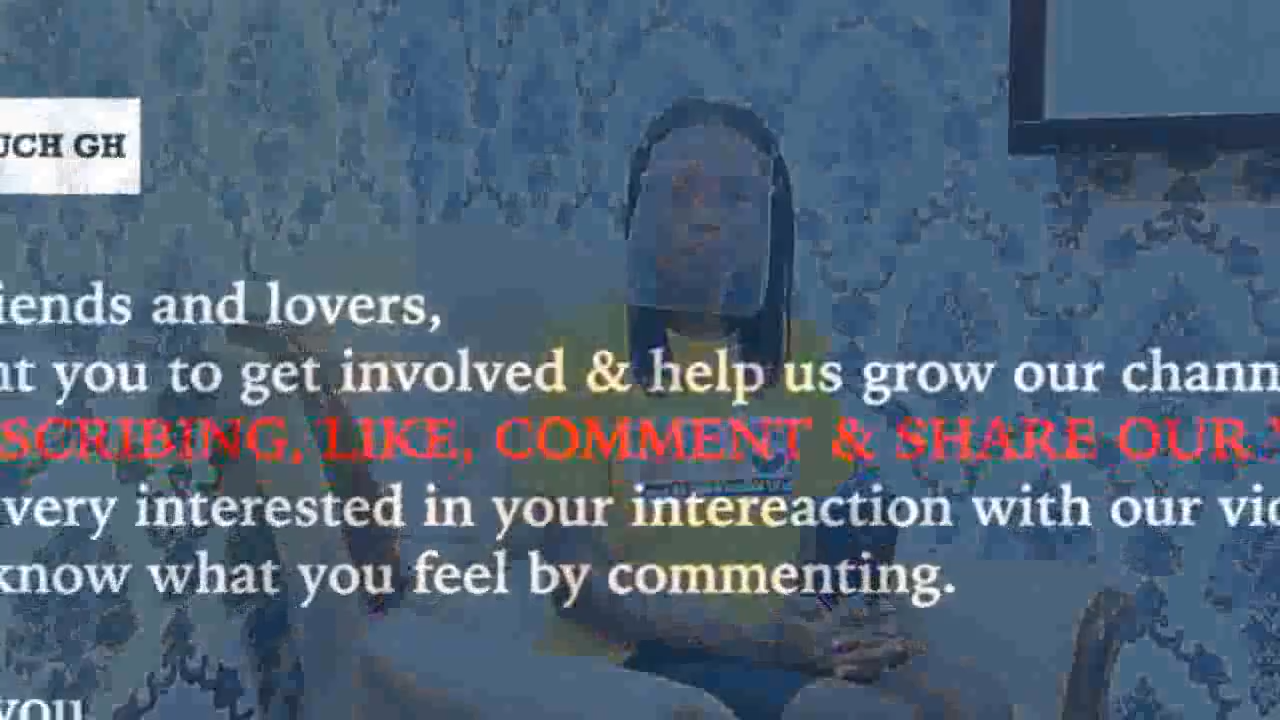 UCH GH
iends and lovers,
nt you to get involved & help us grow our chann
SCRIBING, LIKE, COMMENT & SHARE OUR
very interested in your intereaction with our vid
know what you feel by commenting.
you